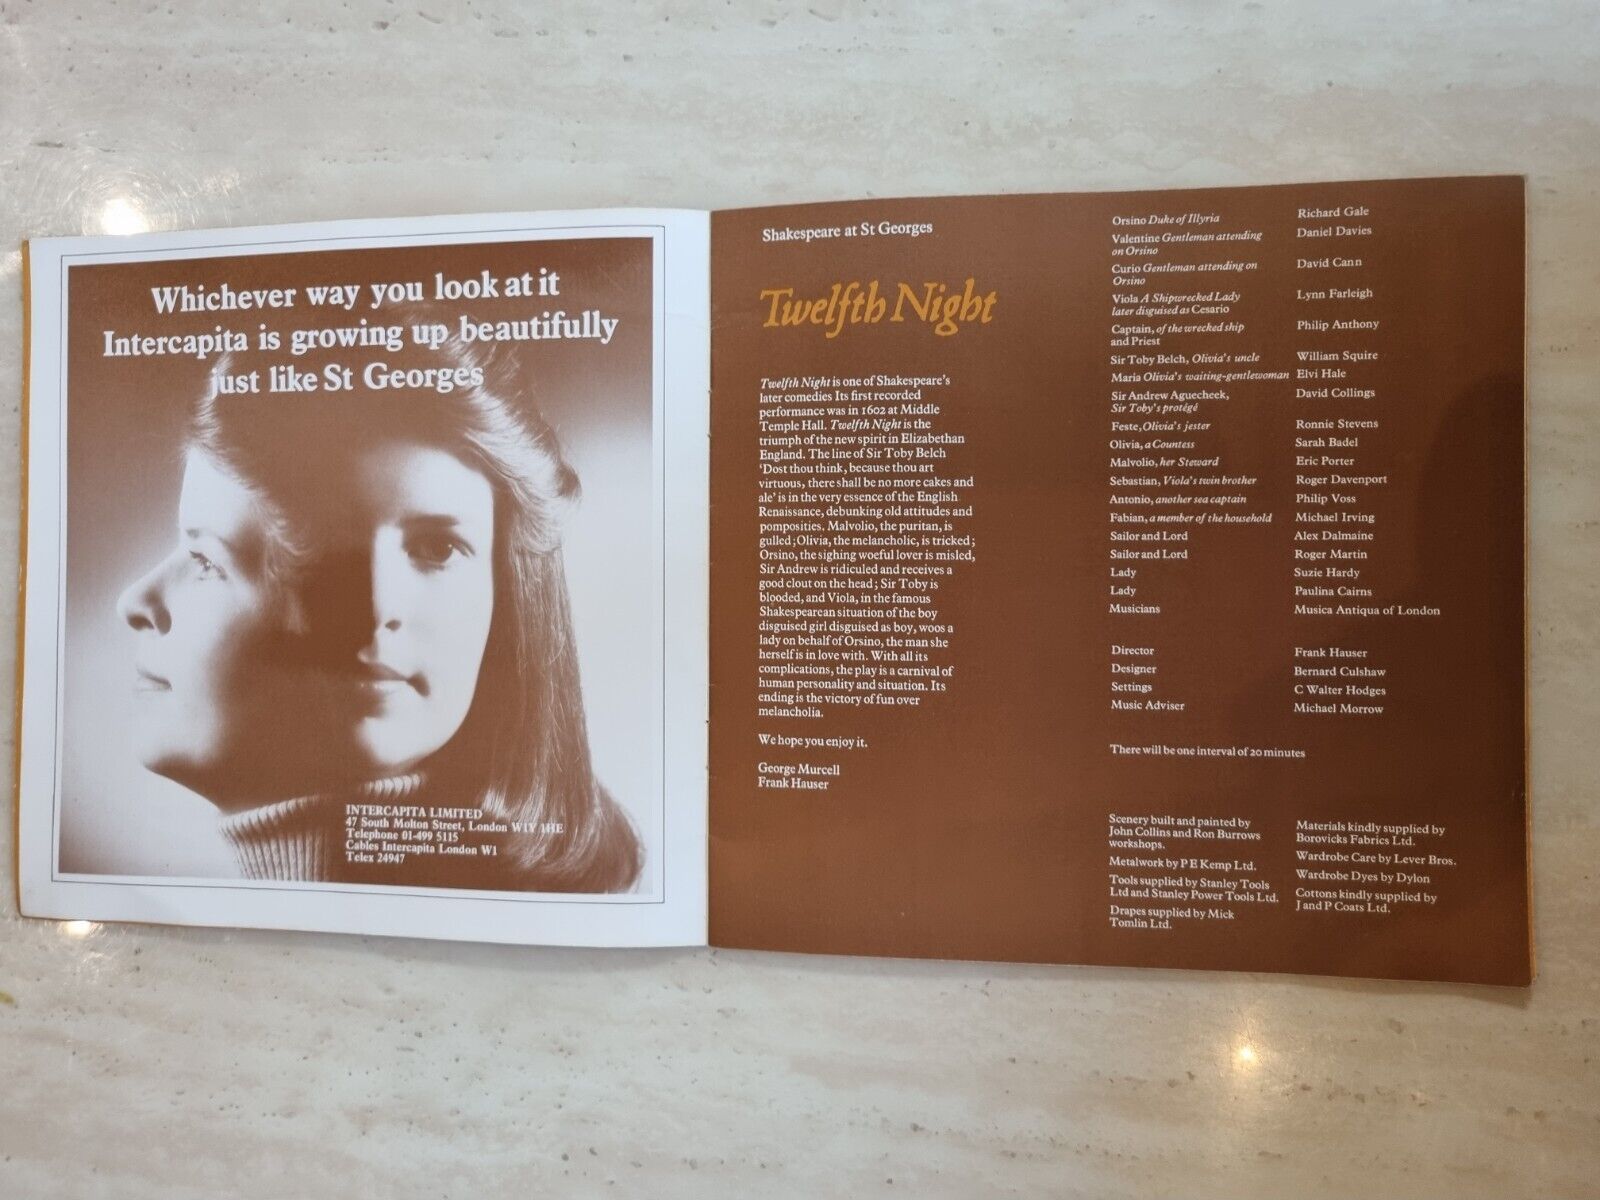 Whichever way you look at it
Intercapita is growing up beautifully
just like St Georges
INTERCAPITA LIMITED
47 South Molton Street, London W1Y 1HE
Telephone 01-499 5115
Cables Intercapita London W1
Telex 24947
Shakespeare at St Georges
Twelfth Night
Twelfth Night is one of Shakespeare's
later comedies Its first recorded
performance was in 1602 at Middle
Temple Hall. Twelfth Night is the
triumph of the new spirit in Elizabethan
England. The line of Sir Toby Belch
'Dost thou think, because thou art
virtuous, there shall be no more cakes and
ale' is in the very essence of the English
Renaissance, debunking old attitudes and
pomposities. Malvolio, the puritan, is
gulled; Olivia, the melancholic, is tricked;
Orsino, the sighing woeful lover is misled,
Sir Andrew is ridiculed and receives a
good clout on the head; Sir Toby is
blooded, and Viola, in the famous
Shakespearean situation of the boy
disguised girl disguised as boy, woos a
lady on behalf of Orsino, the man she
herself is in love with. With all its
complications, the play is a carnival of
human personality and situation. Its
ending is the victory of fun over
melancholia.
We hope you enjoy it.
George Murcell
Frank Hauser
Orsino Duke of Illyria Richard Gale
Valentine Gentleman attending Daniel Davies
on Orsino
Curio Gentleman attending on David Cann
Orsino
Viola A Shipwrecked Lady Lynn Farleigh
later disguised as Cesario
Captain, of the wrecked ship Philip Anthony
and Priest
Sir Toby Belch, Olivia's uncle William Squire
Maria Olivia's waiting-gentlewoman Elvi Hale
Sir Andrew Aguecheek, David Collings
Sir Toby's protégé
Feste, Olivia's jester Ronnie Stevens
Olivia, a Countess Sarah Badel
Malvolio, her Steward Eric Porter
Sebastian, Viola's twin brother Roger Davenport
Antonio, another sea captain Philip Voss
Fabian, a member of the household Michael Irving
Sailor and Lord Alex Dalmaine
Sailor and Lord Roger Martin
Lady Suzie Hardy
Lady Paulina Cairns
Musicians Musica Antiqua of London
Director Frank Hauser
Designer Bernard Culshaw
Settings C Walter Hodges
Music Adviser Michael Morrow
There will be one interval of 20 minutes
Scenery built and painted by
John Collins and Ron Burrows
workshops.
Metalwork by P E Kemp Ltd.
Tools supplied by Stanley Tools
Ltd and Stanley Power Tools Ltd.
Drapes supplied by Mick
Tomlin Ltd.
Materials kindly supplied by
Borovicks Fabrics Ltd.
Wardrobe Care by Lever Bros.
Wardrobe Dyes by Dylon
Cottons kindly supplied by
J and P Coats Ltd.